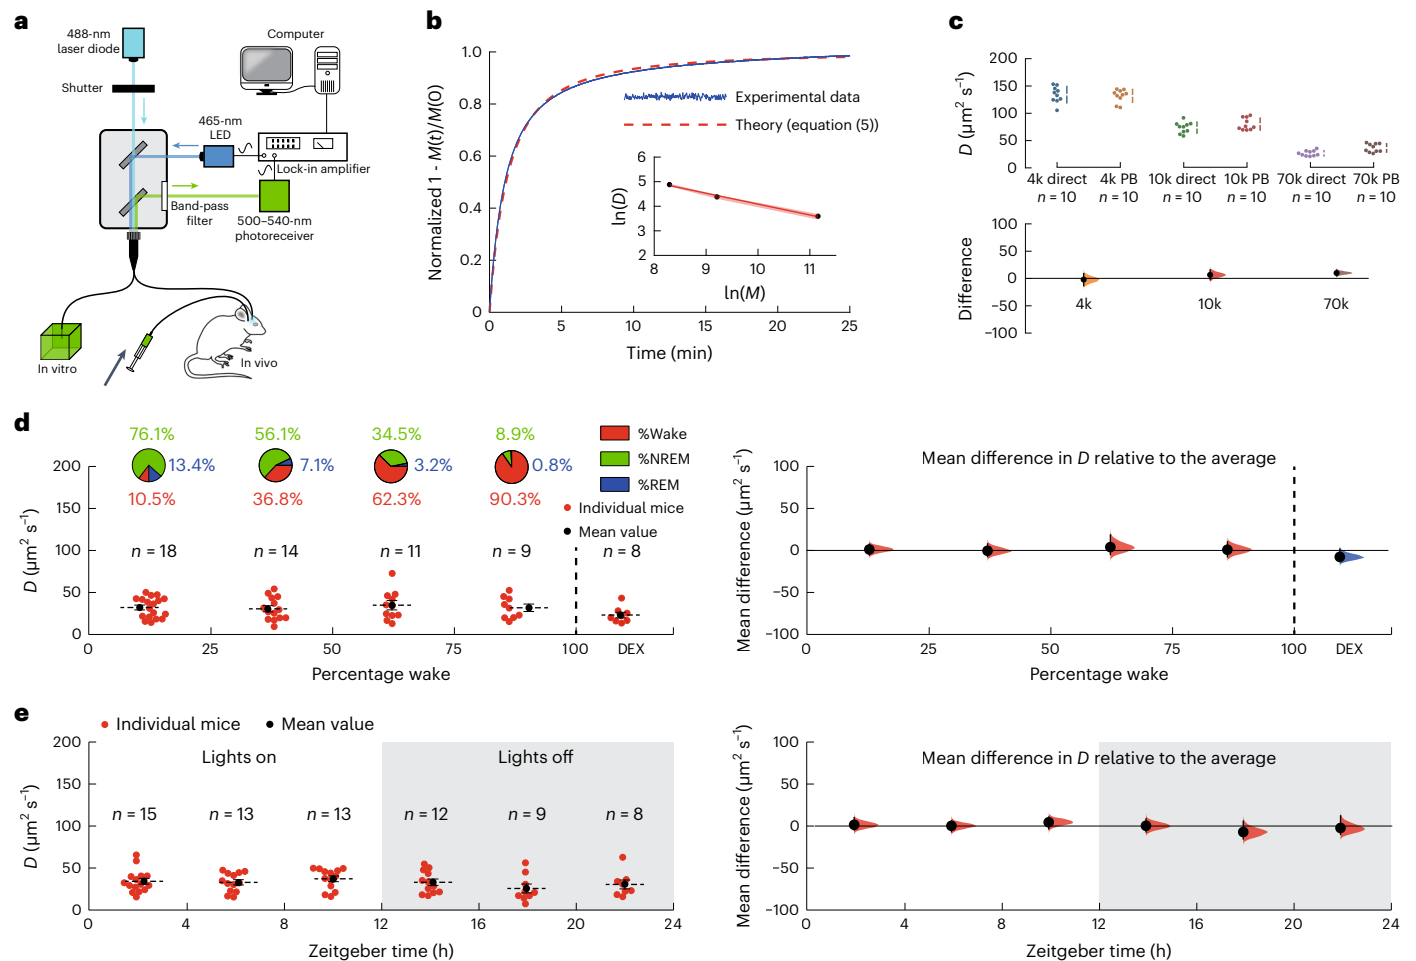 a
488-nm
laser diode
Shutter
Computer
465-nm
LED
Lock-in amplifier
Band-pass
filter
500–540-nm
photoreceiver
In vitro
In vivo
b
Normalized 1 - M(t)/M(0)
1.0
0.8
0.6
0.4
0.2
0
0 5 10 15 20 25
Time (min)
Experimental data
Theory (equation (5))
ln(D)
6
5
4
3
2
8 9 10 11
ln(M)
c
D (µm² s⁻¹)
200
150
100
50
0
4k direct 4k PB 10k direct 10k PB 70k direct 70k PB
n = 10 n = 10 n = 10 n = 10 n = 10 n = 10
Difference
100
50
0
−50
−100
4k 10k 70k
d
76.1% 56.1% 34.5% 8.9%
13.4% 7.1% 3.2% 0.8%
10.5% 36.8% 62.3% 90.3%
%Wake
%NREM
%REM
Individual mice
Mean value
n = 18 n = 14 n = 11 n = 9 n = 8
D (µm² s⁻¹)
200
150
100
50
0
0 25 50 75 100 DEX
Percentage wake
Mean difference in D relative to the average
Mean difference (µm² s⁻¹)
100
50
0
−50
−100
0 25 50 75 100 DEX
Percentage wake
e
Individual mice Mean value
Lights on Lights off
n = 15 n = 13 n = 13 n = 12 n = 9 n = 8
D (µm² s⁻¹)
200
150
100
50
0
0 4 8 12 16 20 24
Zeitgeber time (h)
Mean difference in D relative to the average
Mean difference (µm² s⁻¹)
100
50
0
−50
−100
0 4 8 12 16 20 24
Zeitgeber time (h)